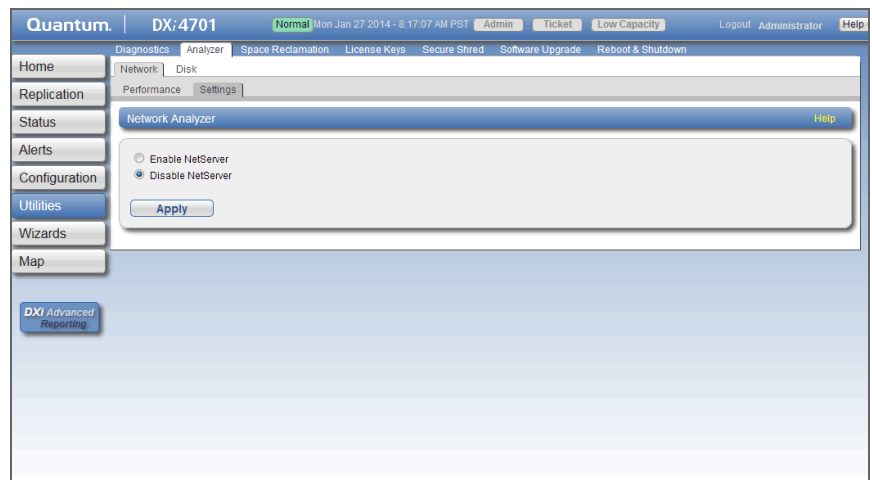 Quantum. DXi4701 Normal Mon Jan 27 2014 - 8:17:07 AM PST Admin Ticket Low Capacity Logout Administrator Help
Diagnostics Analyzer Space Reclamation License Keys Secure Shred Software Upgrade Reboot & Shutdown
Home
Network Disk
Replication
Performance Settings
Status
Network Analyzer Help
Alerts
Enable NetServer
Configuration
Disable NetServer
Utilities
Apply
Wizards
Map
DXi Advanced
Reporting